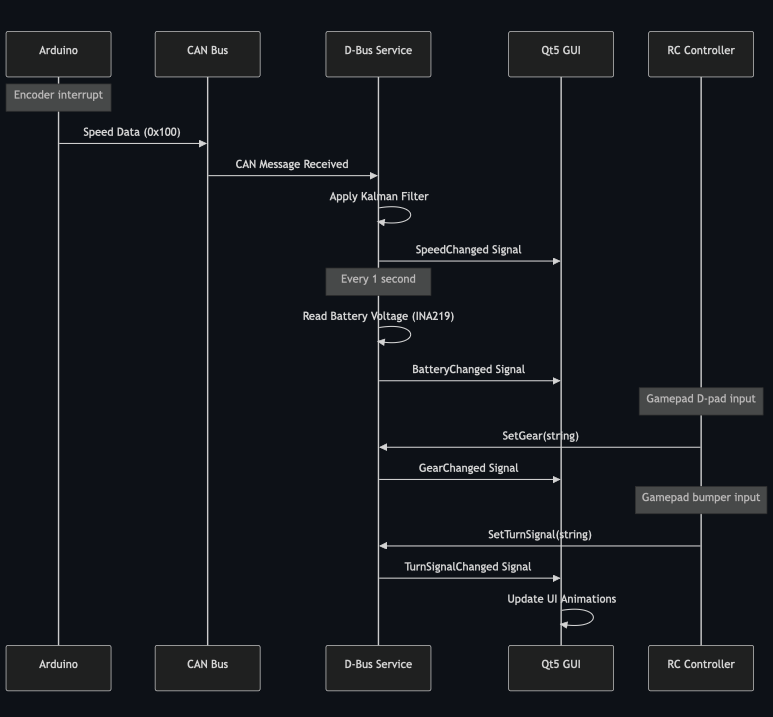 Arduino
CAN Bus
D-Bus Service
Qt5 GUI
RC Controller
Encoder interrupt
Speed Data (0x100)
CAN Message Received
Apply Kalman Filter
SpeedChanged Signal
Every 1 second
Read Battery Voltage (INA219)
BatteryChanged Signal
Gamepad D-pad input
SetGear(string)
GearChanged Signal
Gamepad bumper input
SetTurnSignal(string)
TurnSignalChanged Signal
Update UI Animations
Arduino
CAN Bus
D-Bus Service
Qt5 GUI
RC Controller